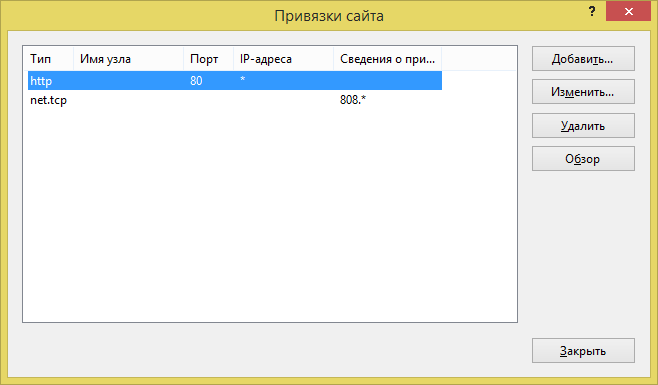 Привязки сайта
?
Тип Имя узла Порт IP-адреса Сведения о при...
http 80 *
net.tcp 808.*
Добавить...
Изменить...
Удалить
Обзор
Закрыть